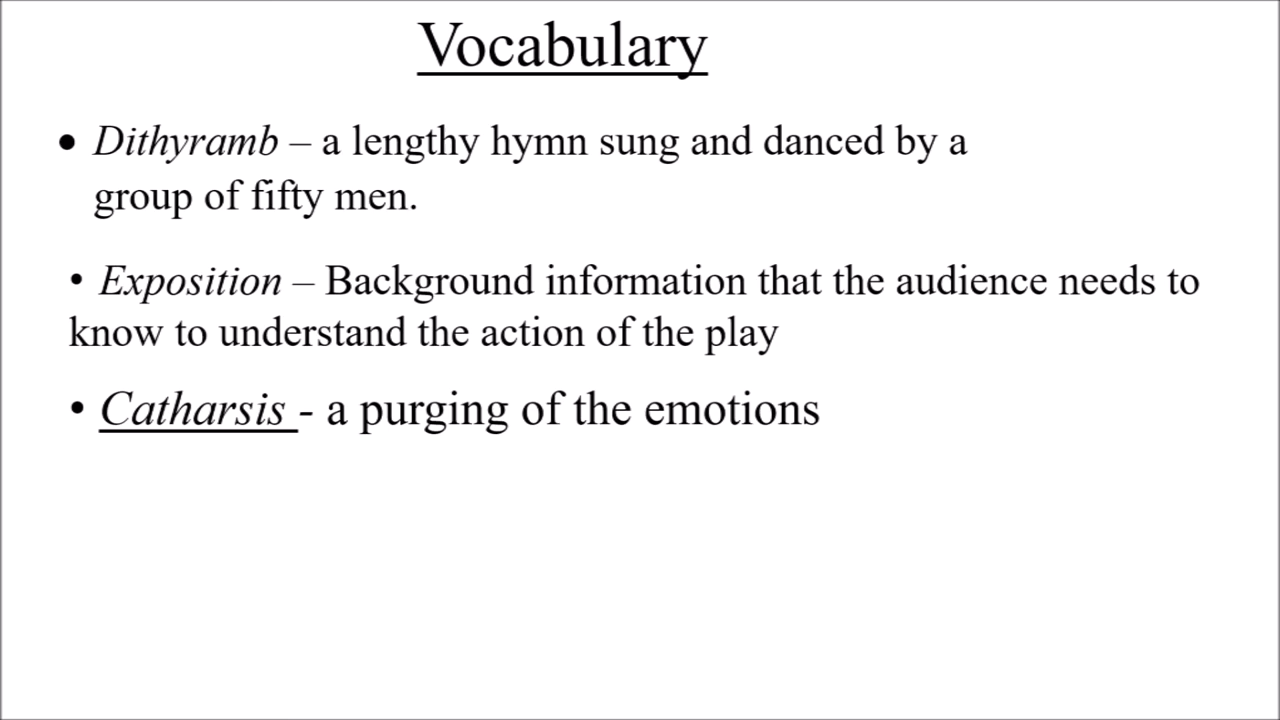 Vocabulary
• Dithyramb – a lengthy hymn sung and danced by a
group of fifty men.
• Exposition – Background information that the audience needs to
know to understand the action of the play
• Catharsis - a purging of the emotions